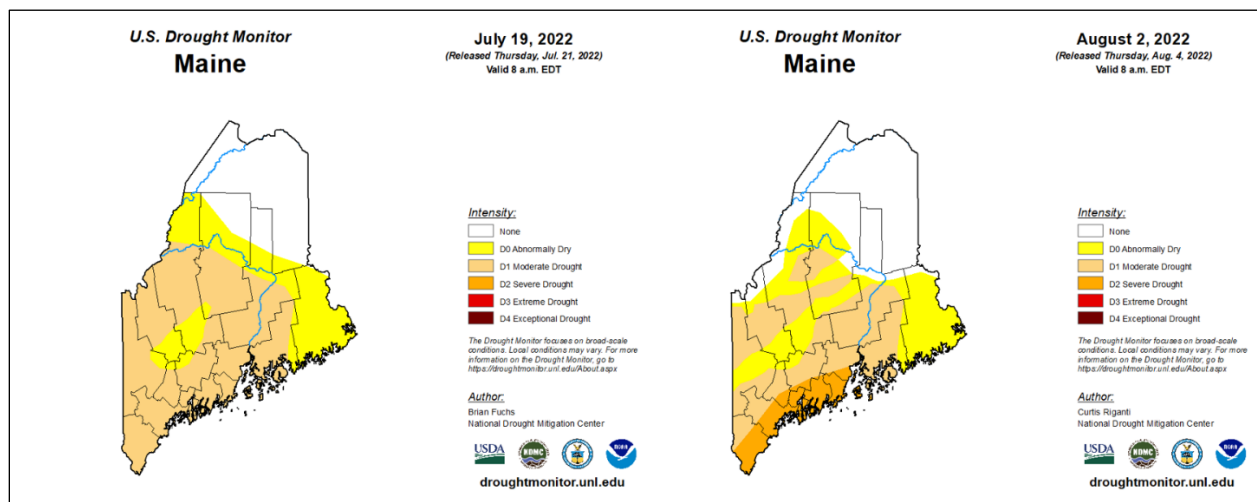 U.S. Drought Monitor
Maine
July 19, 2022
(Released Thursday, Jul. 21, 2022)
Valid 8 a.m. EDT
Intensity:
None
D0 Abnormally Dry
D1 Moderate Drought
D2 Severe Drought
D3 Extreme Drought
D4 Exceptional Drought
The Drought Monitor focuses on broad-scale
conditions. Local conditions may vary. For more
information on the Drought Monitor, go to
https://droughtmonitor.unl.edu/About.aspx
Author:
Brian Fuchs
National Drought Mitigation Center
USDA
NDMC
NOAA
droughtmonitor.unl.edu
U.S. Drought Monitor
Maine
August 2, 2022
(Released Thursday, Aug. 4, 2022)
Valid 8 a.m. EDT
Intensity:
None
D0 Abnormally Dry
D1 Moderate Drought
D2 Severe Drought
D3 Extreme Drought
D4 Exceptional Drought
The Drought Monitor focuses on broad-scale
conditions. Local conditions may vary. For more
information on the Drought Monitor, go to
https://droughtmonitor.unl.edu/About.aspx
Author:
Curtis Riganti
National Drought Mitigation Center
USDA
NDMC
NOAA
droughtmonitor.unl.edu